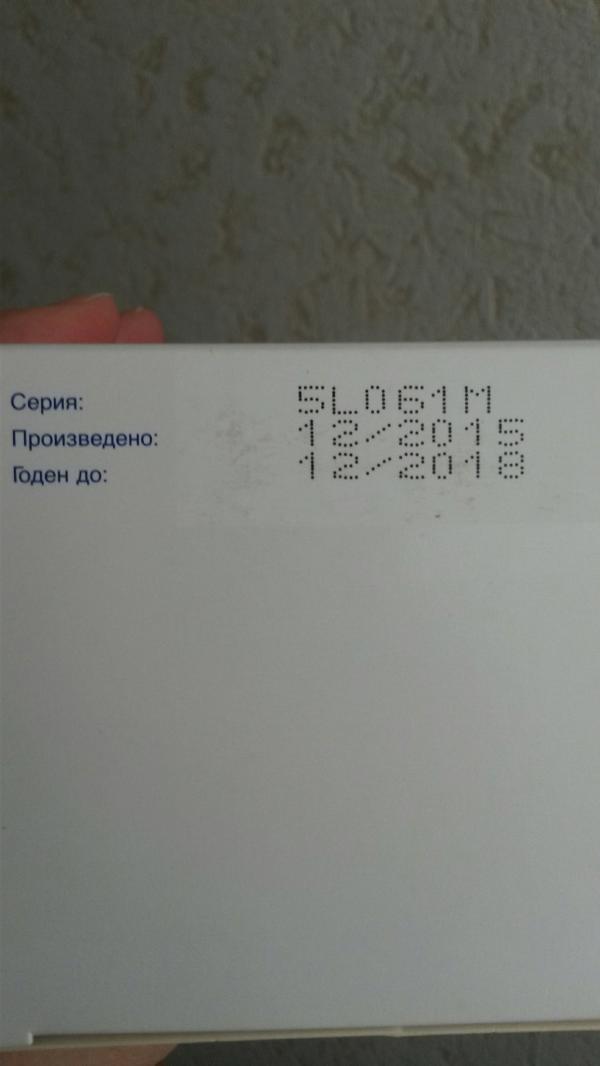 Серия: 5L061M
Произведено: 12/2015
Годен до: 12/2018